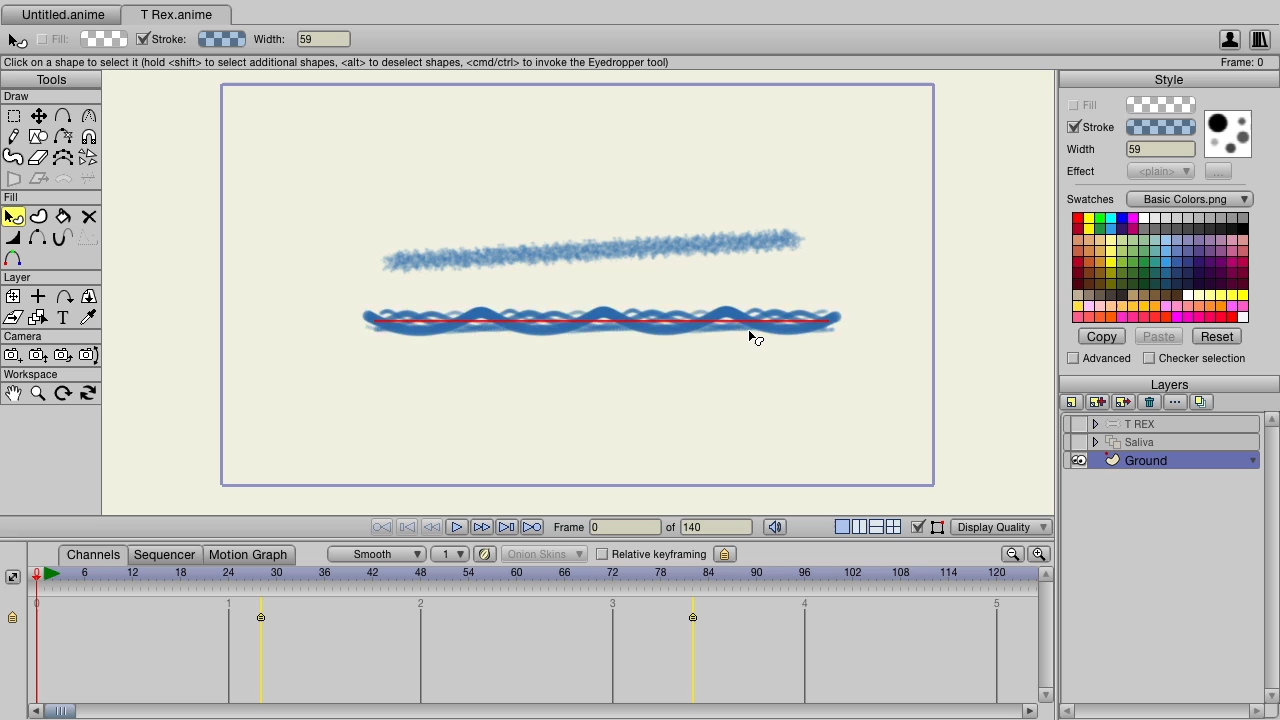 Untitled.anime T Rex.anime
Fill: Stroke: Width: 59
Click on a shape to select it (hold <shift> to select additional shapes, <alt> to deselect shapes, <cmd/ctrl> to invoke the Eyedropper tool) Frame: 0
Tools
Draw
Fill
Layer
Camera
Workspace
Style
Fill
Stroke
Width 59
Effect <plain> ...
Swatches Basic Colors.png
Copy Paste Reset
Advanced Checker selection
Layers
T REX
Saliva
Ground
Frame 0 of 140 Display Quality
Channels Sequencer Motion Graph Smooth 1 Onion Skins Relative keyframing
0 6 12 18 24 30 36 42 48 54 60 66 72 78 84 90 96 102 108 114 120
0 1 2 3 4 5